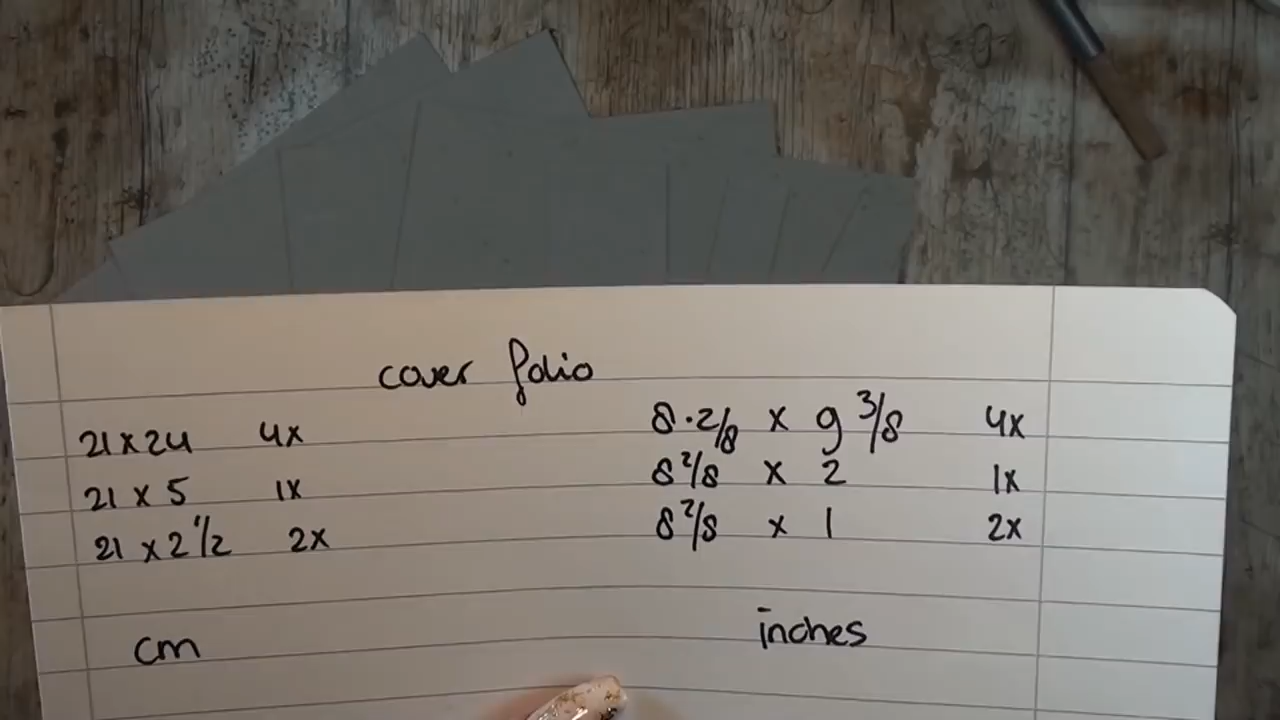 cover folio
21 x 24 4x 8.2/8 x 9 3/8 4x
21 x 5 1x 8 2/8 x 2 1x
21 x 2 1/2 2x 8 2/8 x 1 2x
cm inches